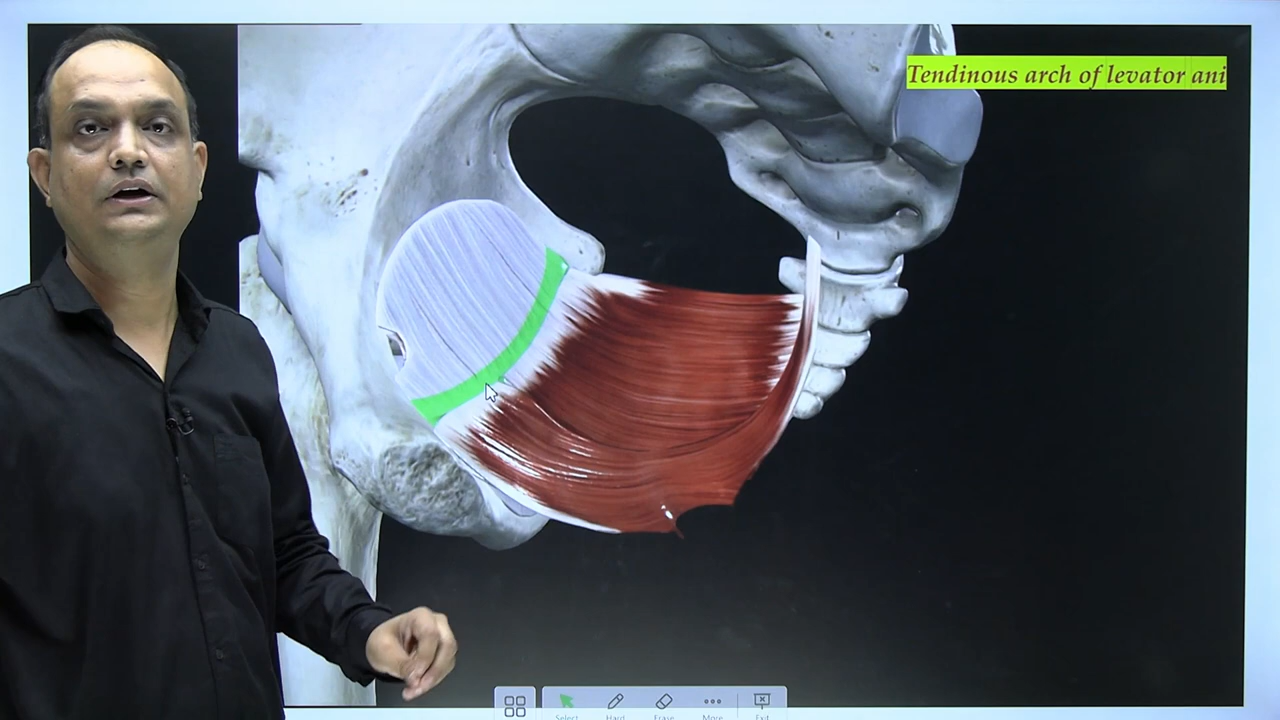 Tendinous arch of levator ani
Select
Hard
Erase
More
Exit